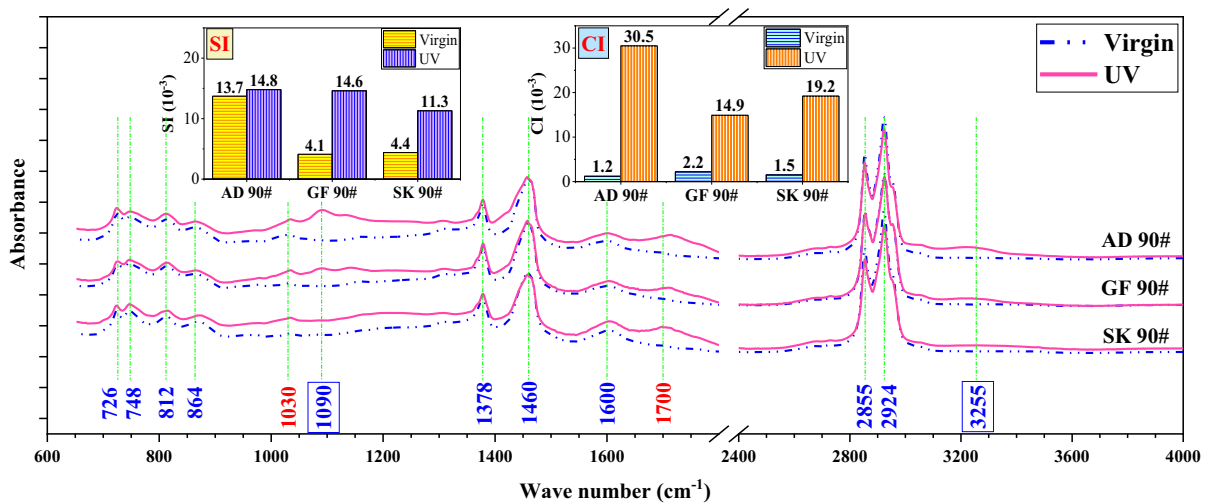 SI
Virgin
UV
SI (10⁻³)
20
10
0
13.7
14.8
4.1
14.6
4.4
11.3
AD 90#
GF 90#
SK 90#
CI
Virgin
UV
CI (10⁻³)
30
20
10
0
1.2
30.5
2.2
14.9
1.5
19.2
AD 90#
GF 90#
SK 90#
Virgin
UV
Absorbance
AD 90#
GF 90#
SK 90#
726
748
812
864
1030
1090
1378
1460
1600
1700
2855
2924
3255
600
800
1000
1200
1400
1600
2400
2800
3200
3600
4000
Wave number (cm⁻¹)